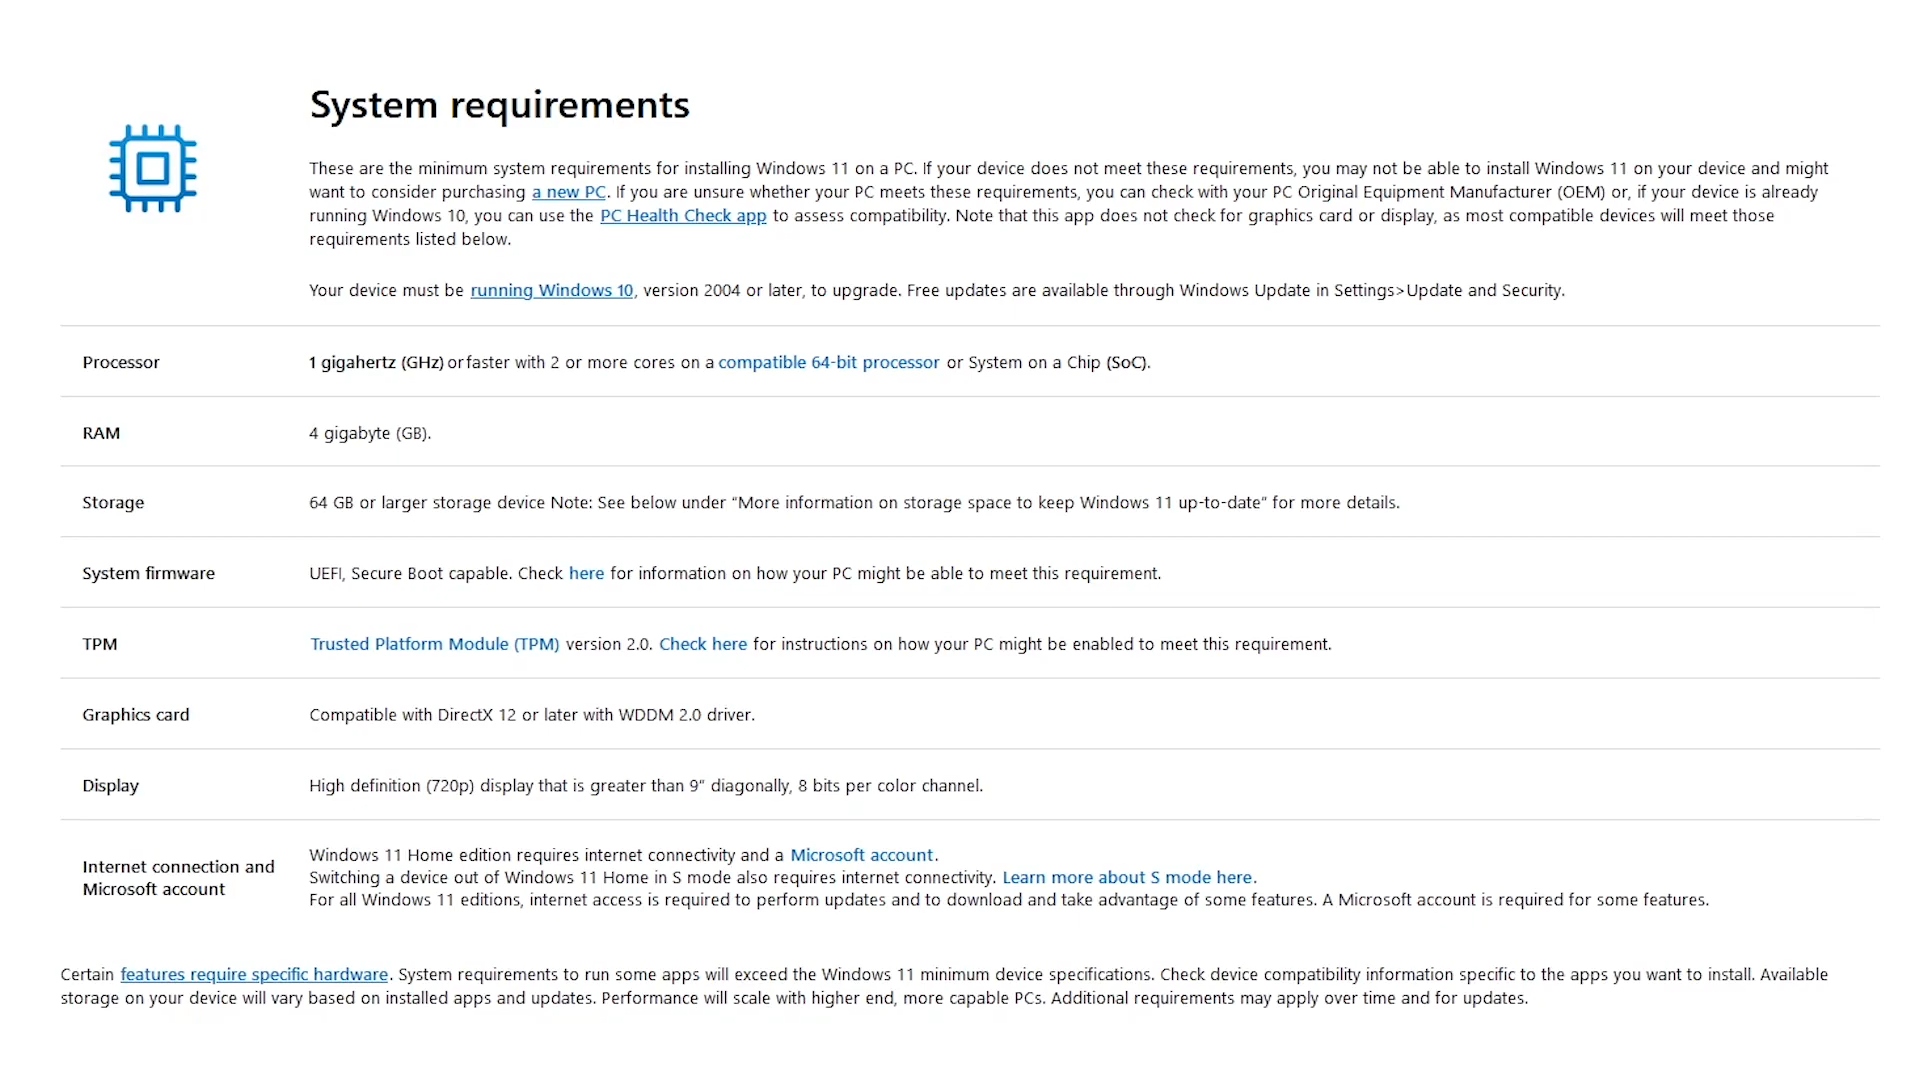 System requirements
These are the minimum system requirements for installing Windows 11 on a PC. If your device does not meet these requirements, you may not be able to install Windows 11 on your device and might
want to consider purchasing a new PC. If you are unsure whether your PC meets these requirements, you can check with your PC Original Equipment Manufacturer (OEM) or, if your device is already
running Windows 10, you can use the PC Health Check app to assess compatibility. Note that this app does not check for graphics card or display, as most compatible devices will meet those
requirements listed below.
Your device must be running Windows 10, version 2004 or later, to upgrade. Free updates are available through Windows Update in Settings>Update and Security.
Processor 1 gigahertz (GHz) or faster with 2 or more cores on a compatible 64-bit processor or System on a Chip (SoC).
RAM 4 gigabyte (GB).
Storage 64 GB or larger storage device Note: See below under “More information on storage space to keep Windows 11 up-to-date” for more details.
System firmware UEFI, Secure Boot capable. Check here for information on how your PC might be able to meet this requirement.
TPM Trusted Platform Module (TPM) version 2.0. Check here for instructions on how your PC might be enabled to meet this requirement.
Graphics card Compatible with DirectX 12 or later with WDDM 2.0 driver.
Display High definition (720p) display that is greater than 9” diagonally, 8 bits per color channel.
Internet connection and
Microsoft account
Windows 11 Home edition requires internet connectivity and a Microsoft account.
Switching a device out of Windows 11 Home in S mode also requires internet connectivity. Learn more about S mode here.
For all Windows 11 editions, internet access is required to perform updates and to download and take advantage of some features. A Microsoft account is required for some features.
Certain features require specific hardware. System requirements to run some apps will exceed the Windows 11 minimum device specifications. Check device compatibility information specific to the apps you want to install. Available
storage on your device will vary based on installed apps and updates. Performance will scale with higher end, more capable PCs. Additional requirements may apply over time and for updates.